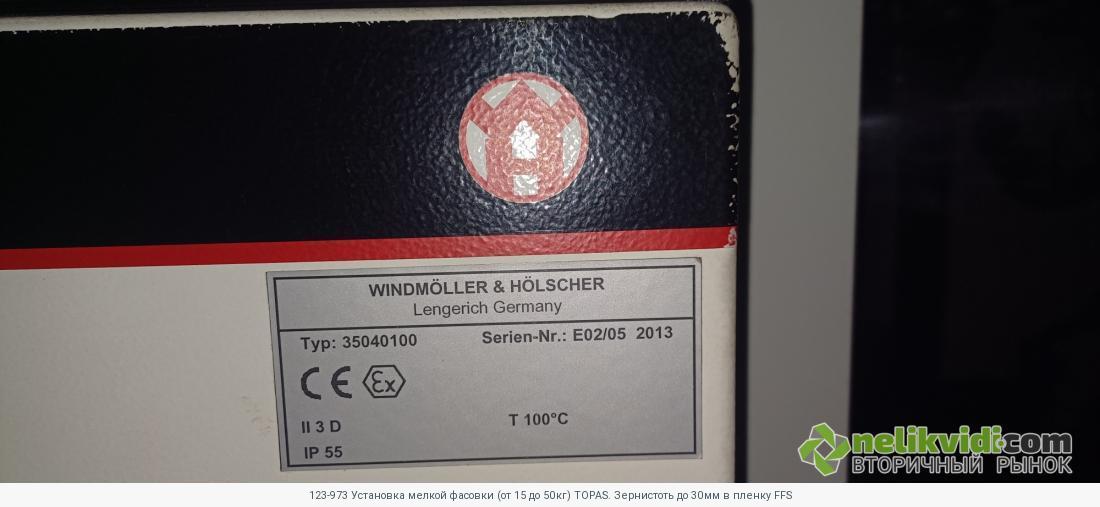 WINDMÖLLER & HÖLSCHER
Lengerich Germany
Typ: 35040100 Serien-Nr.: E02/05 2013
CE Ex
II 3 D T 100°C
IP 55
nelikvidi.com
ВТОРИЧНЫЙ РЫНОК
123-973 Установка мелкой фасовки (от 15 до 50кг) TOPAS. Зернистоть до 30мм в пленку FFS